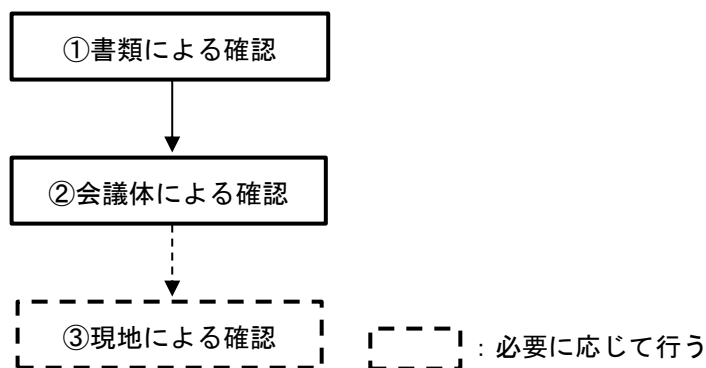 ①書類による確認
②会議体による確認
③現地による確認
：必要に応じて行う